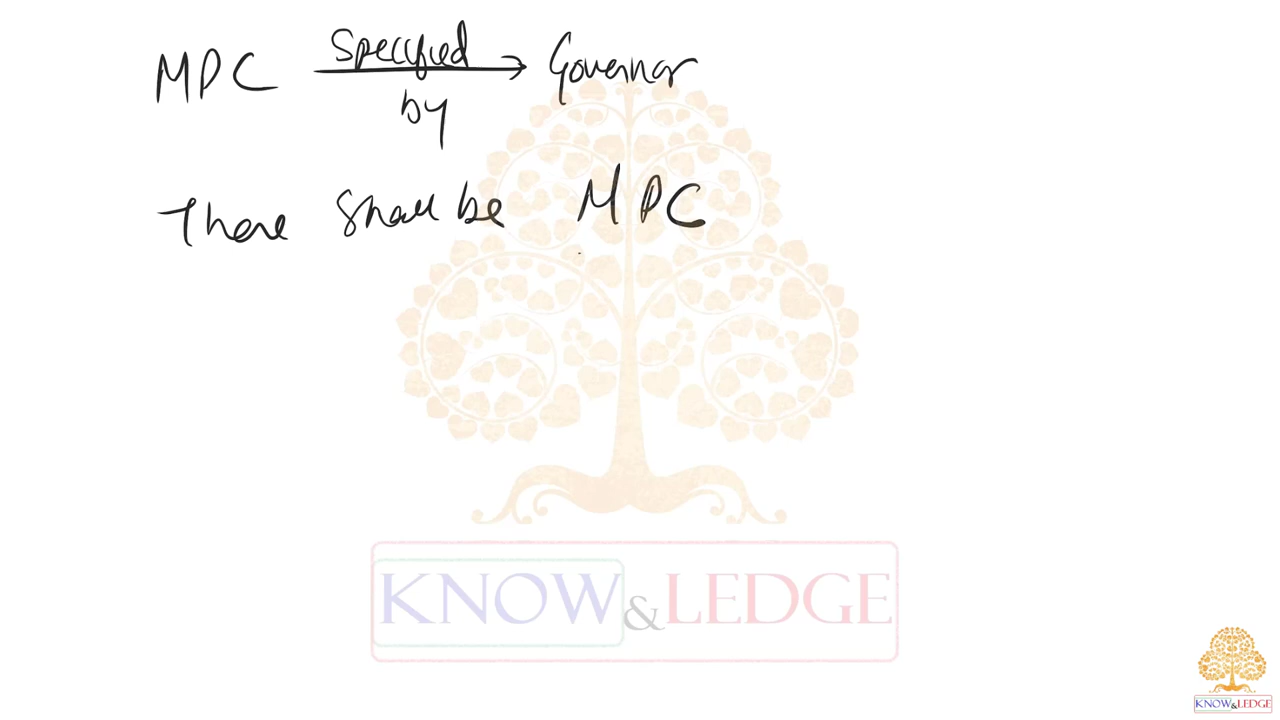 MPC Specified by → Governor
There shall be MPC
KNOW&LEDGE
KNOW&LEDGE